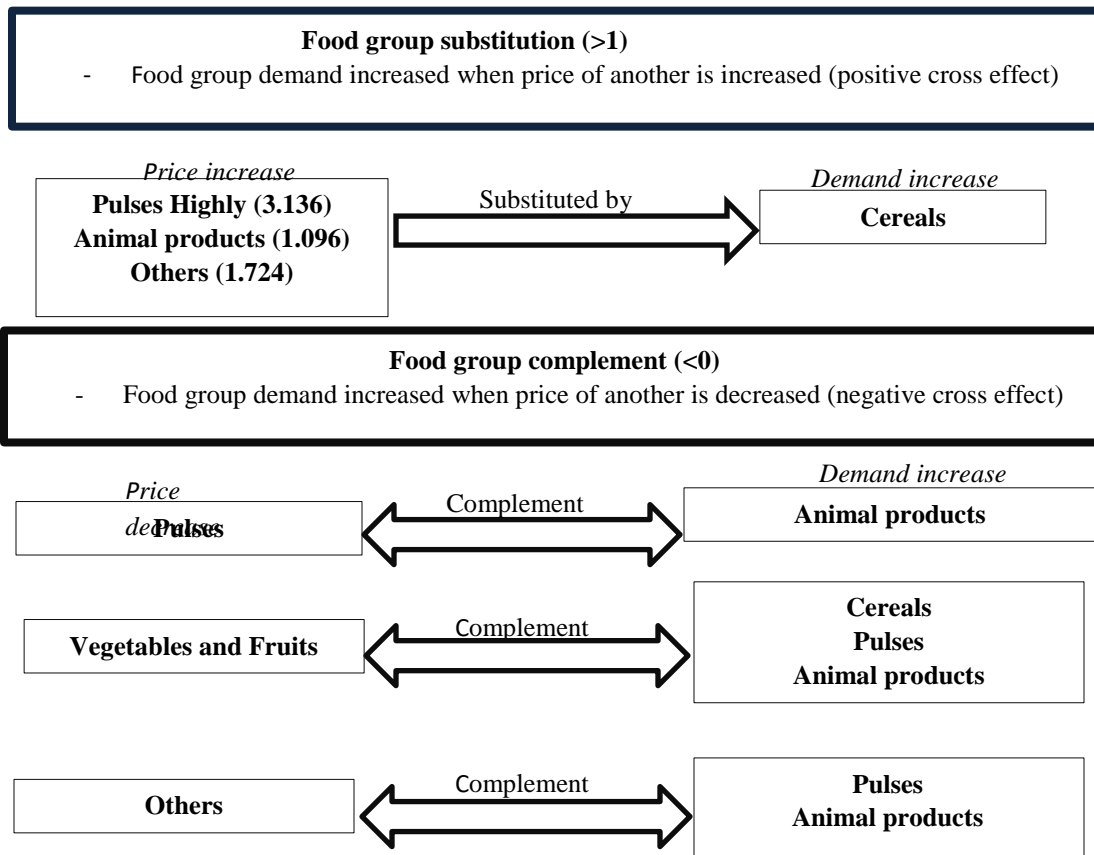 Food group substitution (>1)
- Food group demand increased when price of another is increased (positive cross effect)
Price increase
Pulses Highly (3.136)
Animal products (1.096)
Others (1.724)
Substituted by
Demand increase
Cereals
Food group complement (<0)
- Food group demand increased when price of another is decreased (negative cross effect)
Price
decrease
Pulses
Complement
Demand increase
Animal products
Vegetables and Fruits
Complement
Cereals
Pulses
Animal products
Others
Complement
Pulses
Animal products